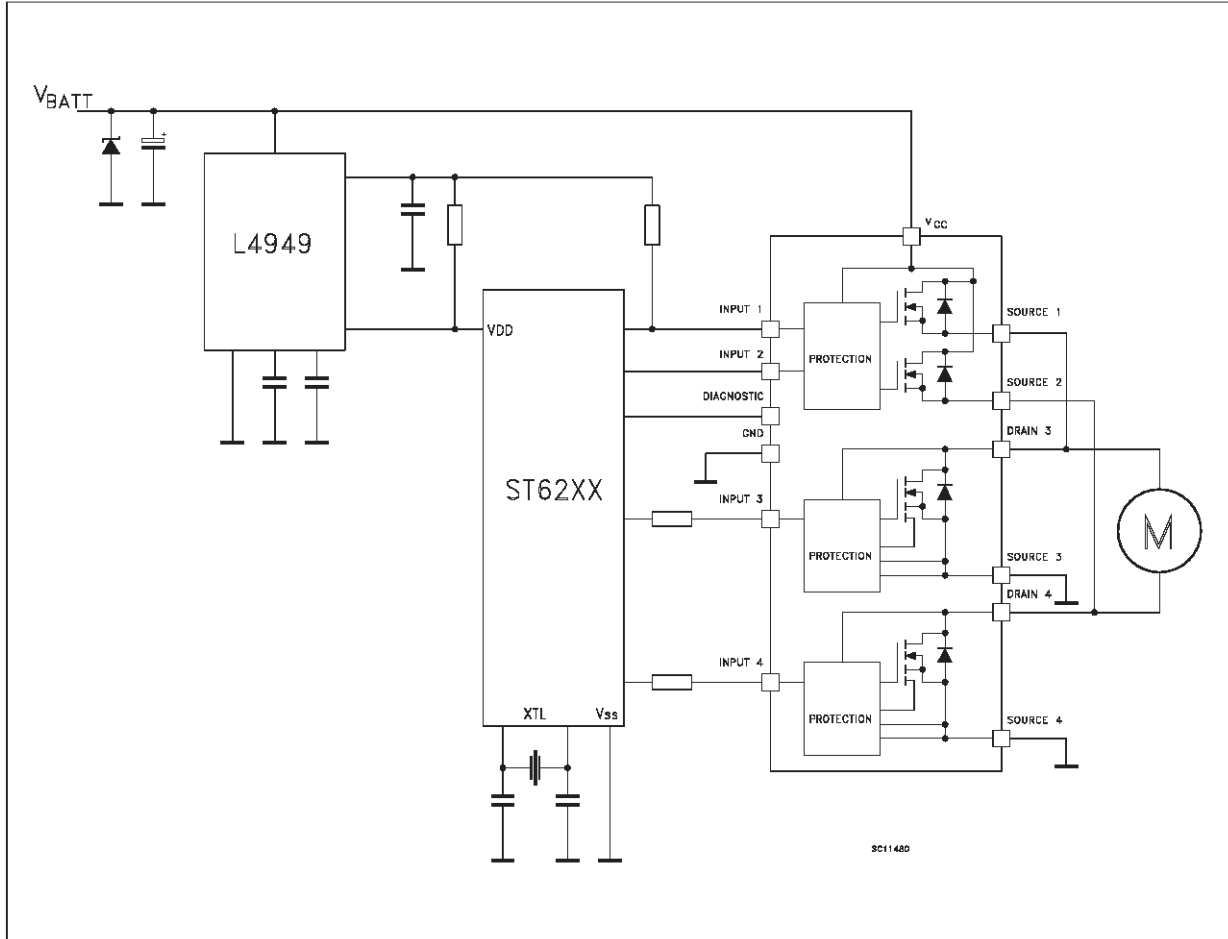 VBATT
L4949
VCC
INPUT 1
SOURCE 1
VDD
INPUT 2
PROTECTION
SOURCE 2
DIAGNOSTIC
GND
DRAIN 3
ST62XX
INPUT 3
M
PROTECTION
SOURCE 3
DRAIN 4
INPUT 4
PROTECTION
SOURCE 4
XTL
Vss
SC11480
+